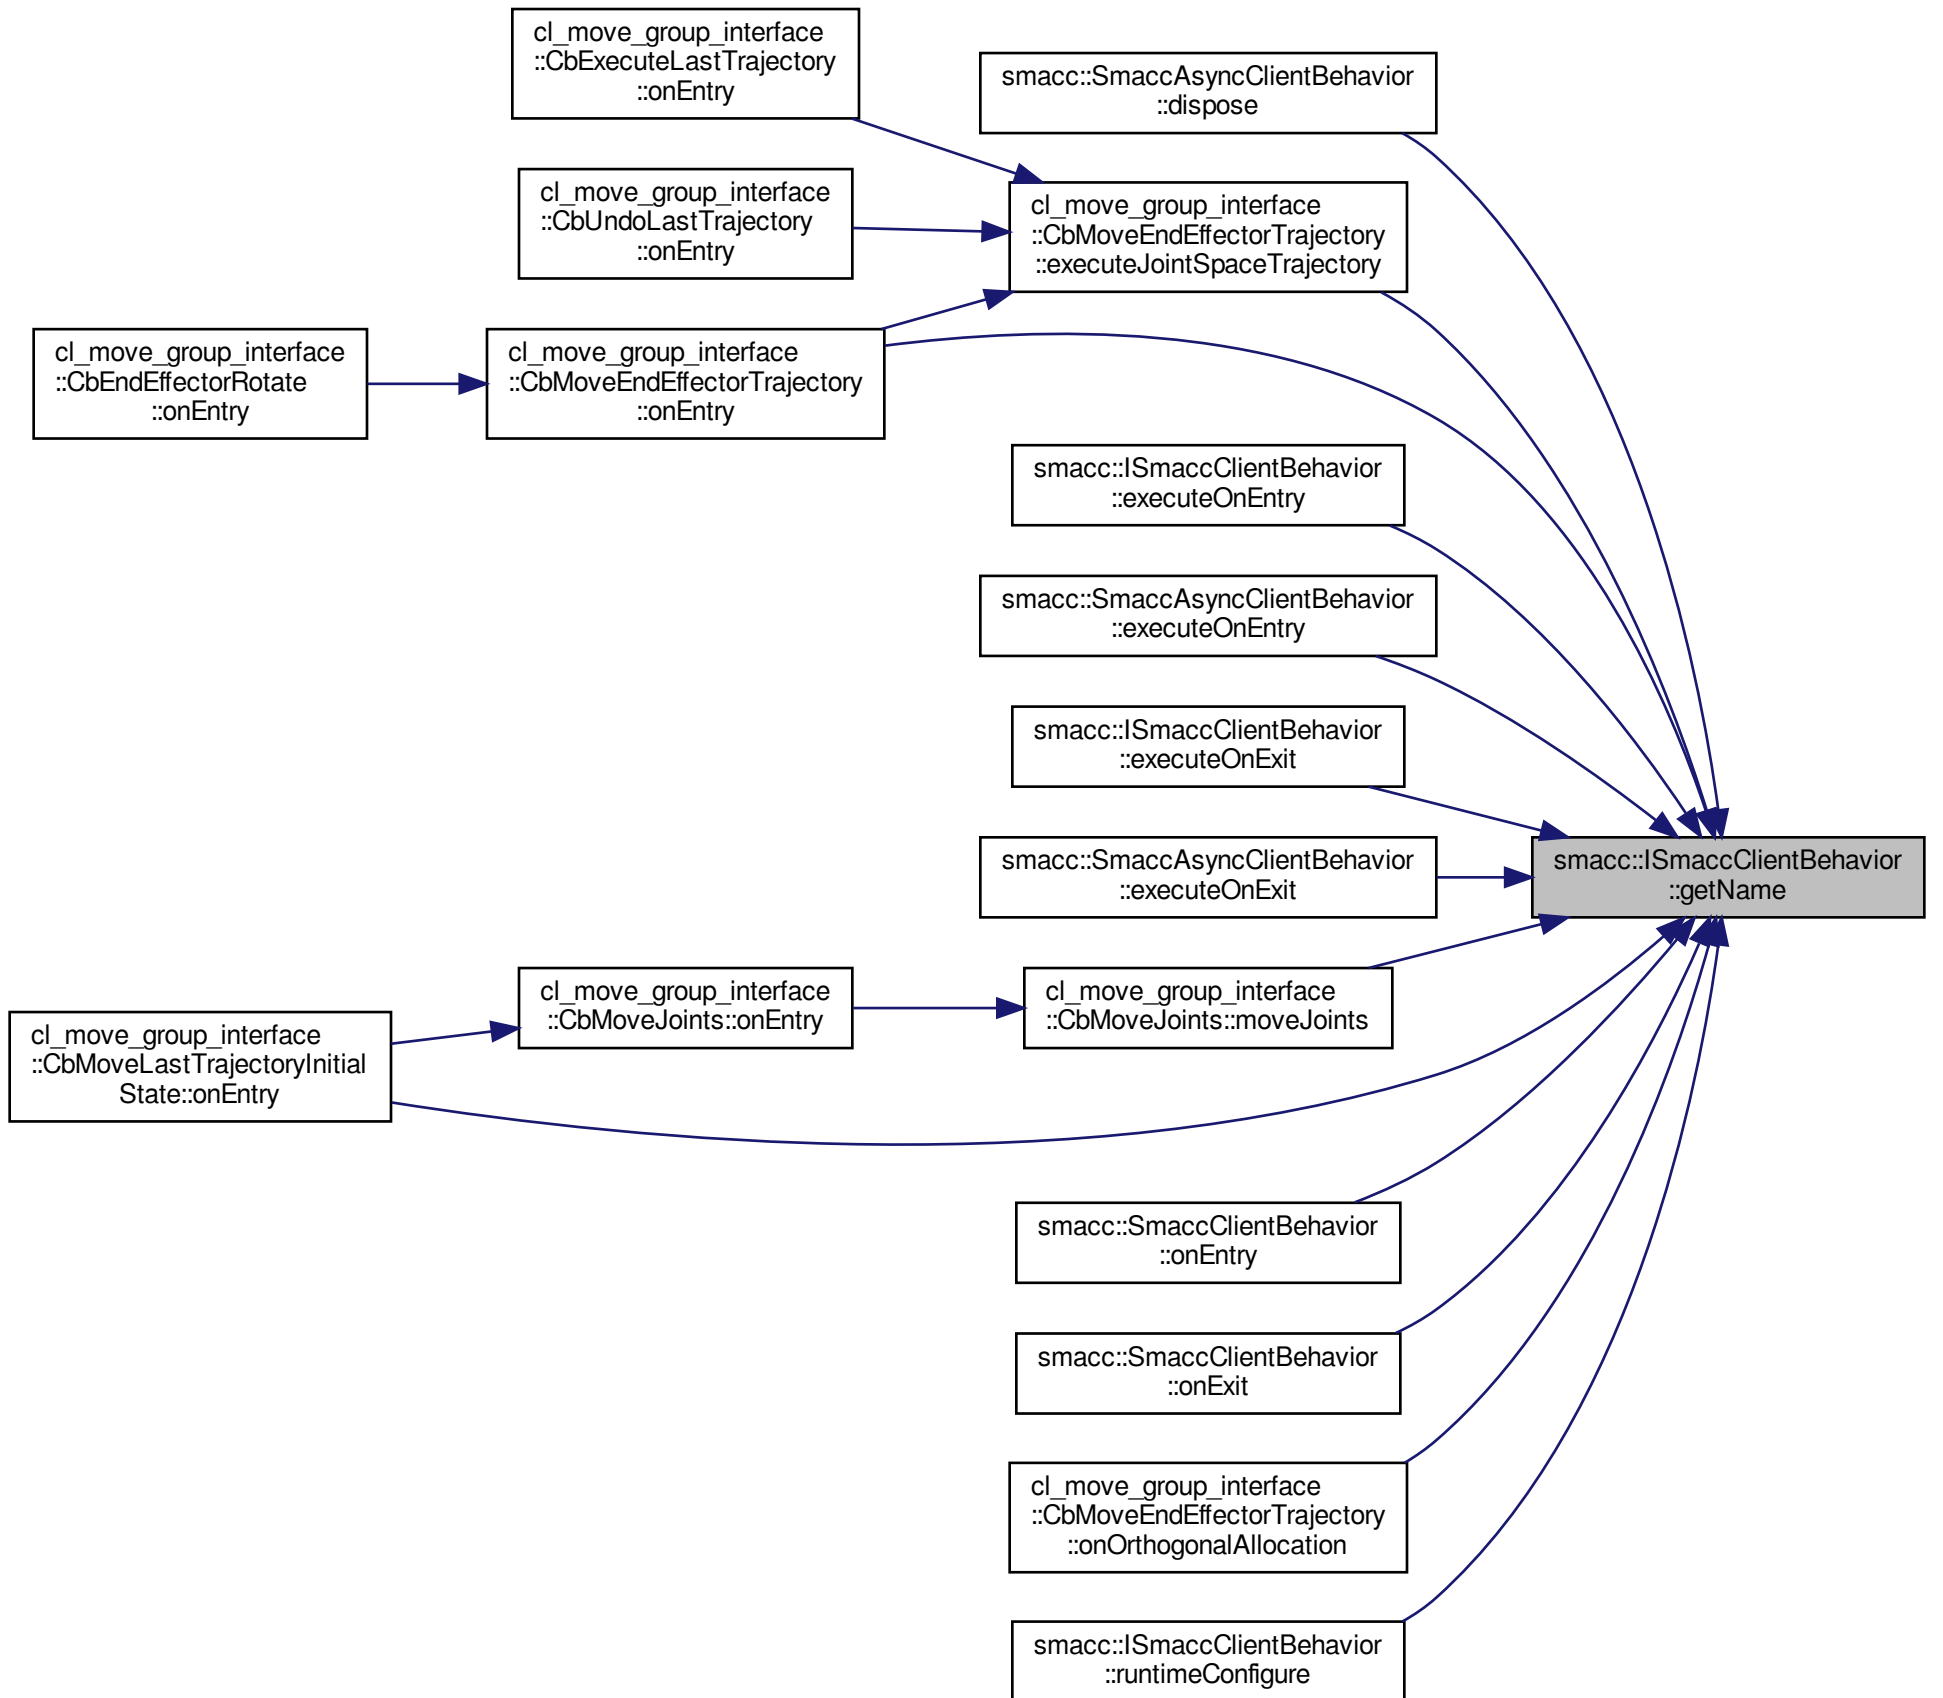 cl_move_group_interface
::CbExecuteLastTrajectory
::onEntry
smacc::SmaccAsyncClientBehavior
::dispose
cl_move_group_interface
::CbUndoLastTrajectory
::onEntry
cl_move_group_interface
::CbMoveEndEffectorTrajectory
::executeJointSpaceTrajectory
cl_move_group_interface
::CbEndEffectorRotate
::onEntry
cl_move_group_interface
::CbMoveEndEffectorTrajectory
::onEntry
smacc::ISmaccClientBehavior
::executeOnEntry
smacc::SmaccAsyncClientBehavior
::executeOnEntry
smacc::ISmaccClientBehavior
::executeOnExit
smacc::SmaccAsyncClientBehavior
::executeOnExit
smacc::ISmaccClientBehavior
::getName
cl_move_group_interface
::CbMoveLastTrajectoryInitial
State::onEntry
cl_move_group_interface
::CbMoveJoints::onEntry
cl_move_group_interface
::CbMoveJoints::moveJoints
smacc::SmaccClientBehavior
::onEntry
smacc::SmaccClientBehavior
::onExit
cl_move_group_interface
::CbMoveEndEffectorTrajectory
::onOrthogonalAllocation
smacc::ISmaccClientBehavior
::runtimeConfigure